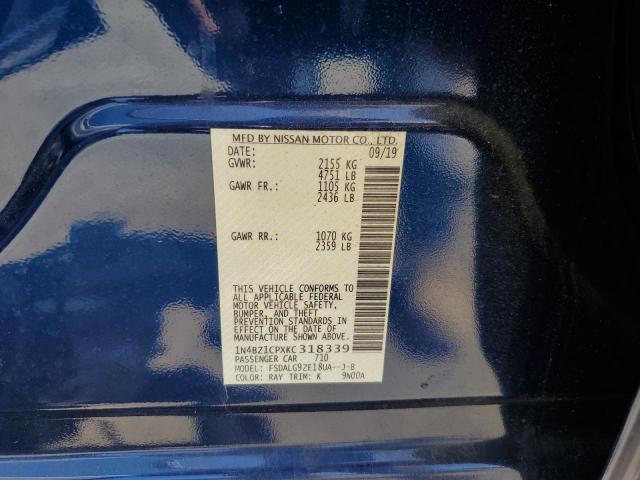 MFD BY NISSAN MOTOR CO., LTD.
DATE: 09/19
GVWR: 2155 KG
4751 LB
GAWR FR.: 1105 KG
2436 LB
GAWR RR.: 1070 KG
2359 LB
THIS VEHICLE CONFORMS TO
ALL APPLICABLE FEDERAL
MOTOR VEHICLE SAFETY,
BUMPER, AND THEFT
PREVENTION STANDARDS IN
EFFECT ON THE DATE OF
MANUFACTURE SHOWN ABOVE.
1N4BZ1CPXKC318339
PASSENGER CAR 710
MODEL: FSDALG9ZE18UA--J-B
COLOR: RAY TRIM: K 9N00A